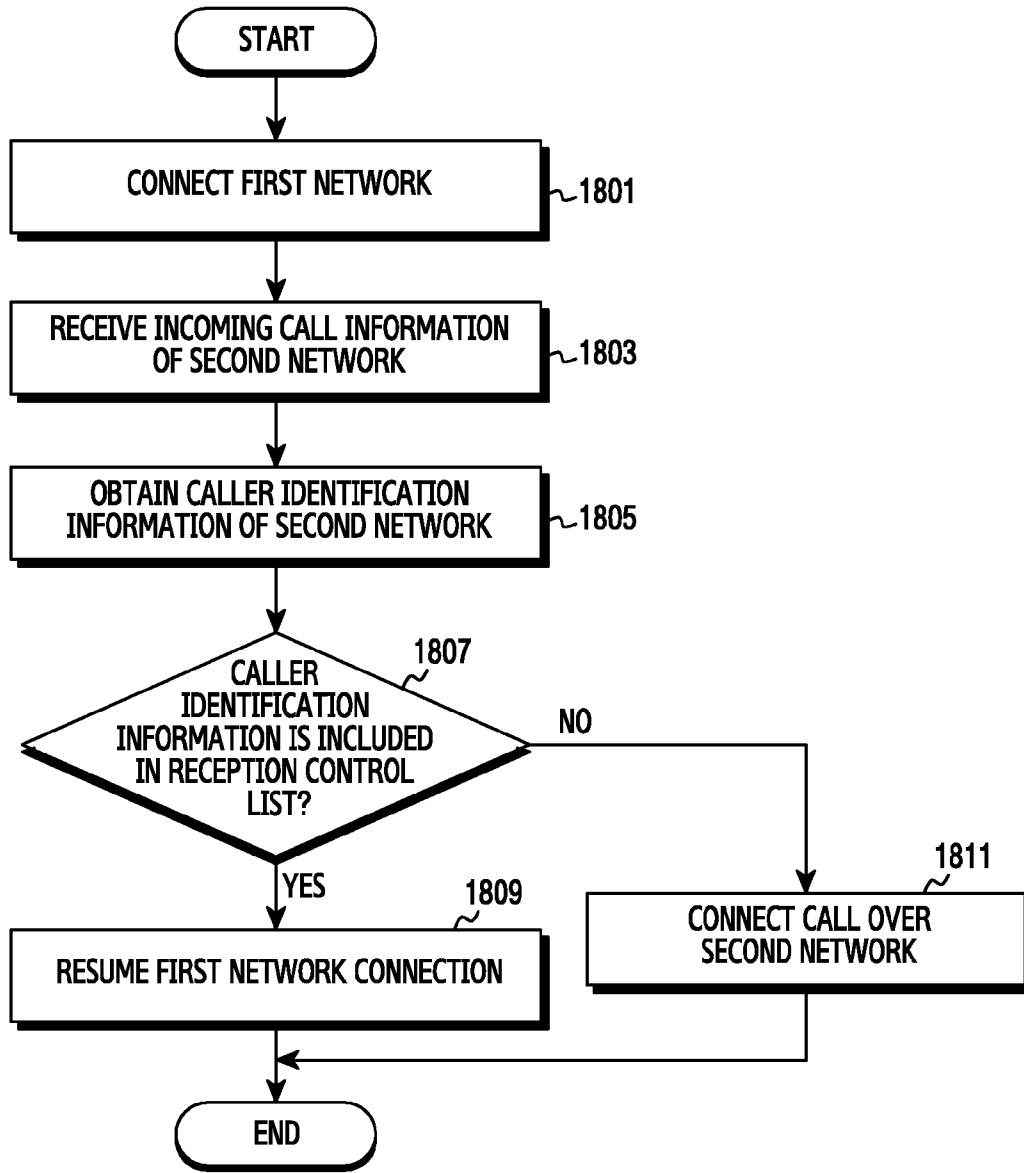 START
CONNECT FIRST NETWORK
1801
RECEIVE INCOMING CALL INFORMATION
OF SECOND NETWORK
1803
OBTAIN CALLER IDENTIFICATION
INFORMATION OF SECOND NETWORK
1805
1807
CALLER
IDENTIFICATION
INFORMATION IS INCLUDED
IN RECEPTION CONTROL
LIST?
NO
YES
1809
RESUME FIRST NETWORK CONNECTION
1811
CONNECT CALL OVER
SECOND NETWORK
END